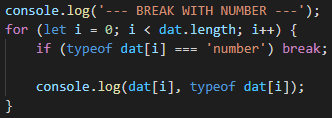 console.log('--- BREAK WITH NUMBER ---');
for (let i = 0; i < dat.length; i++) {
    if (typeof dat[i] === 'number') break;

    console.log(dat[i], typeof dat[i]);
}